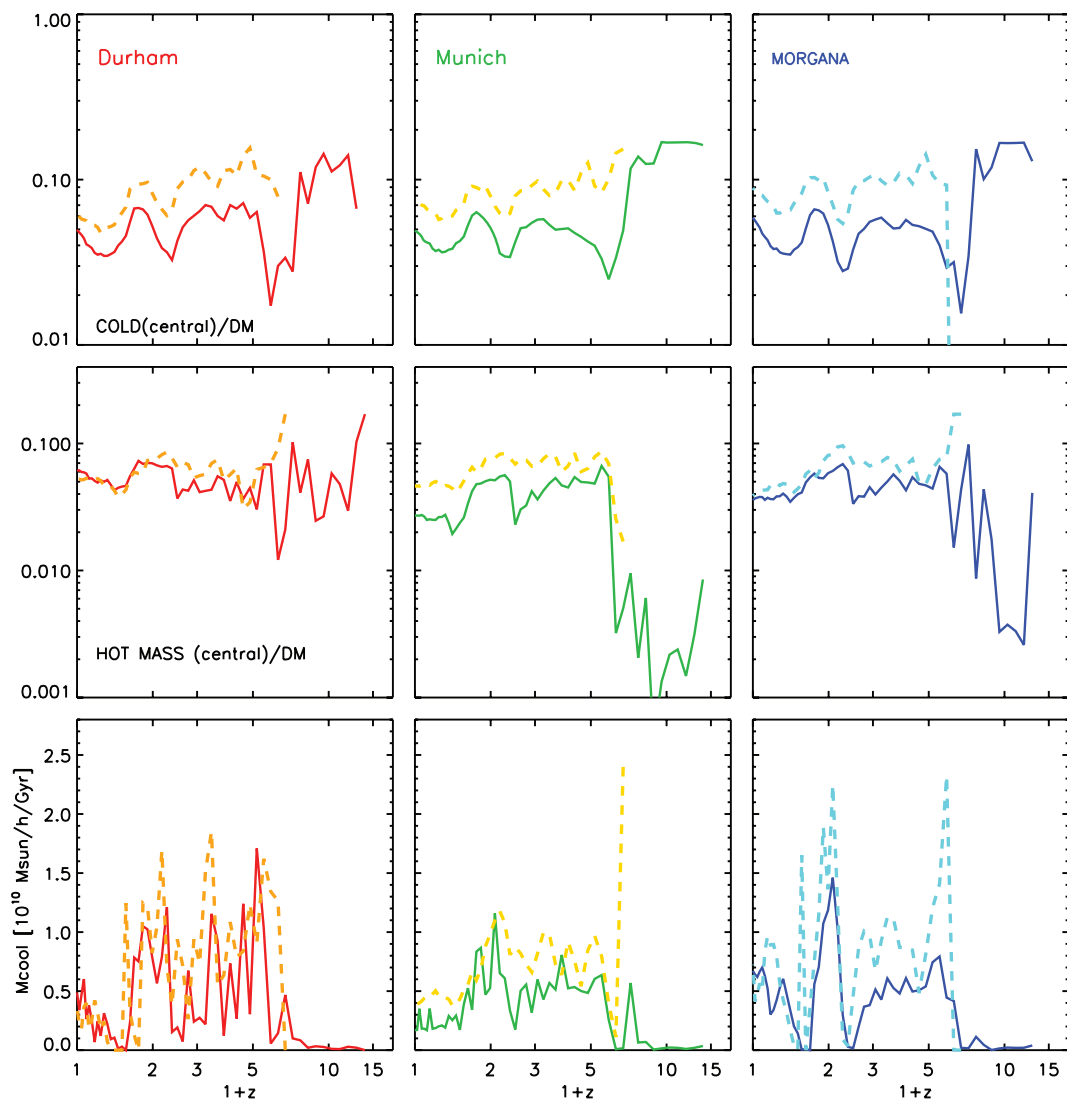 1.00
Durham
Munich
MORGANA
0.10
COLD(central)/DM
0.01
0.100
0.010
HOT MASS (central)/DM
0.001
2.5
2.0
1.5
1.0
0.5
0.0
Mcool [10¹⁰ Msun/h/Gyr]
1 2 3 5 10 15
1 2 3 5 10 15
1 2 3 5 10 15
1+z
1+z
1+z